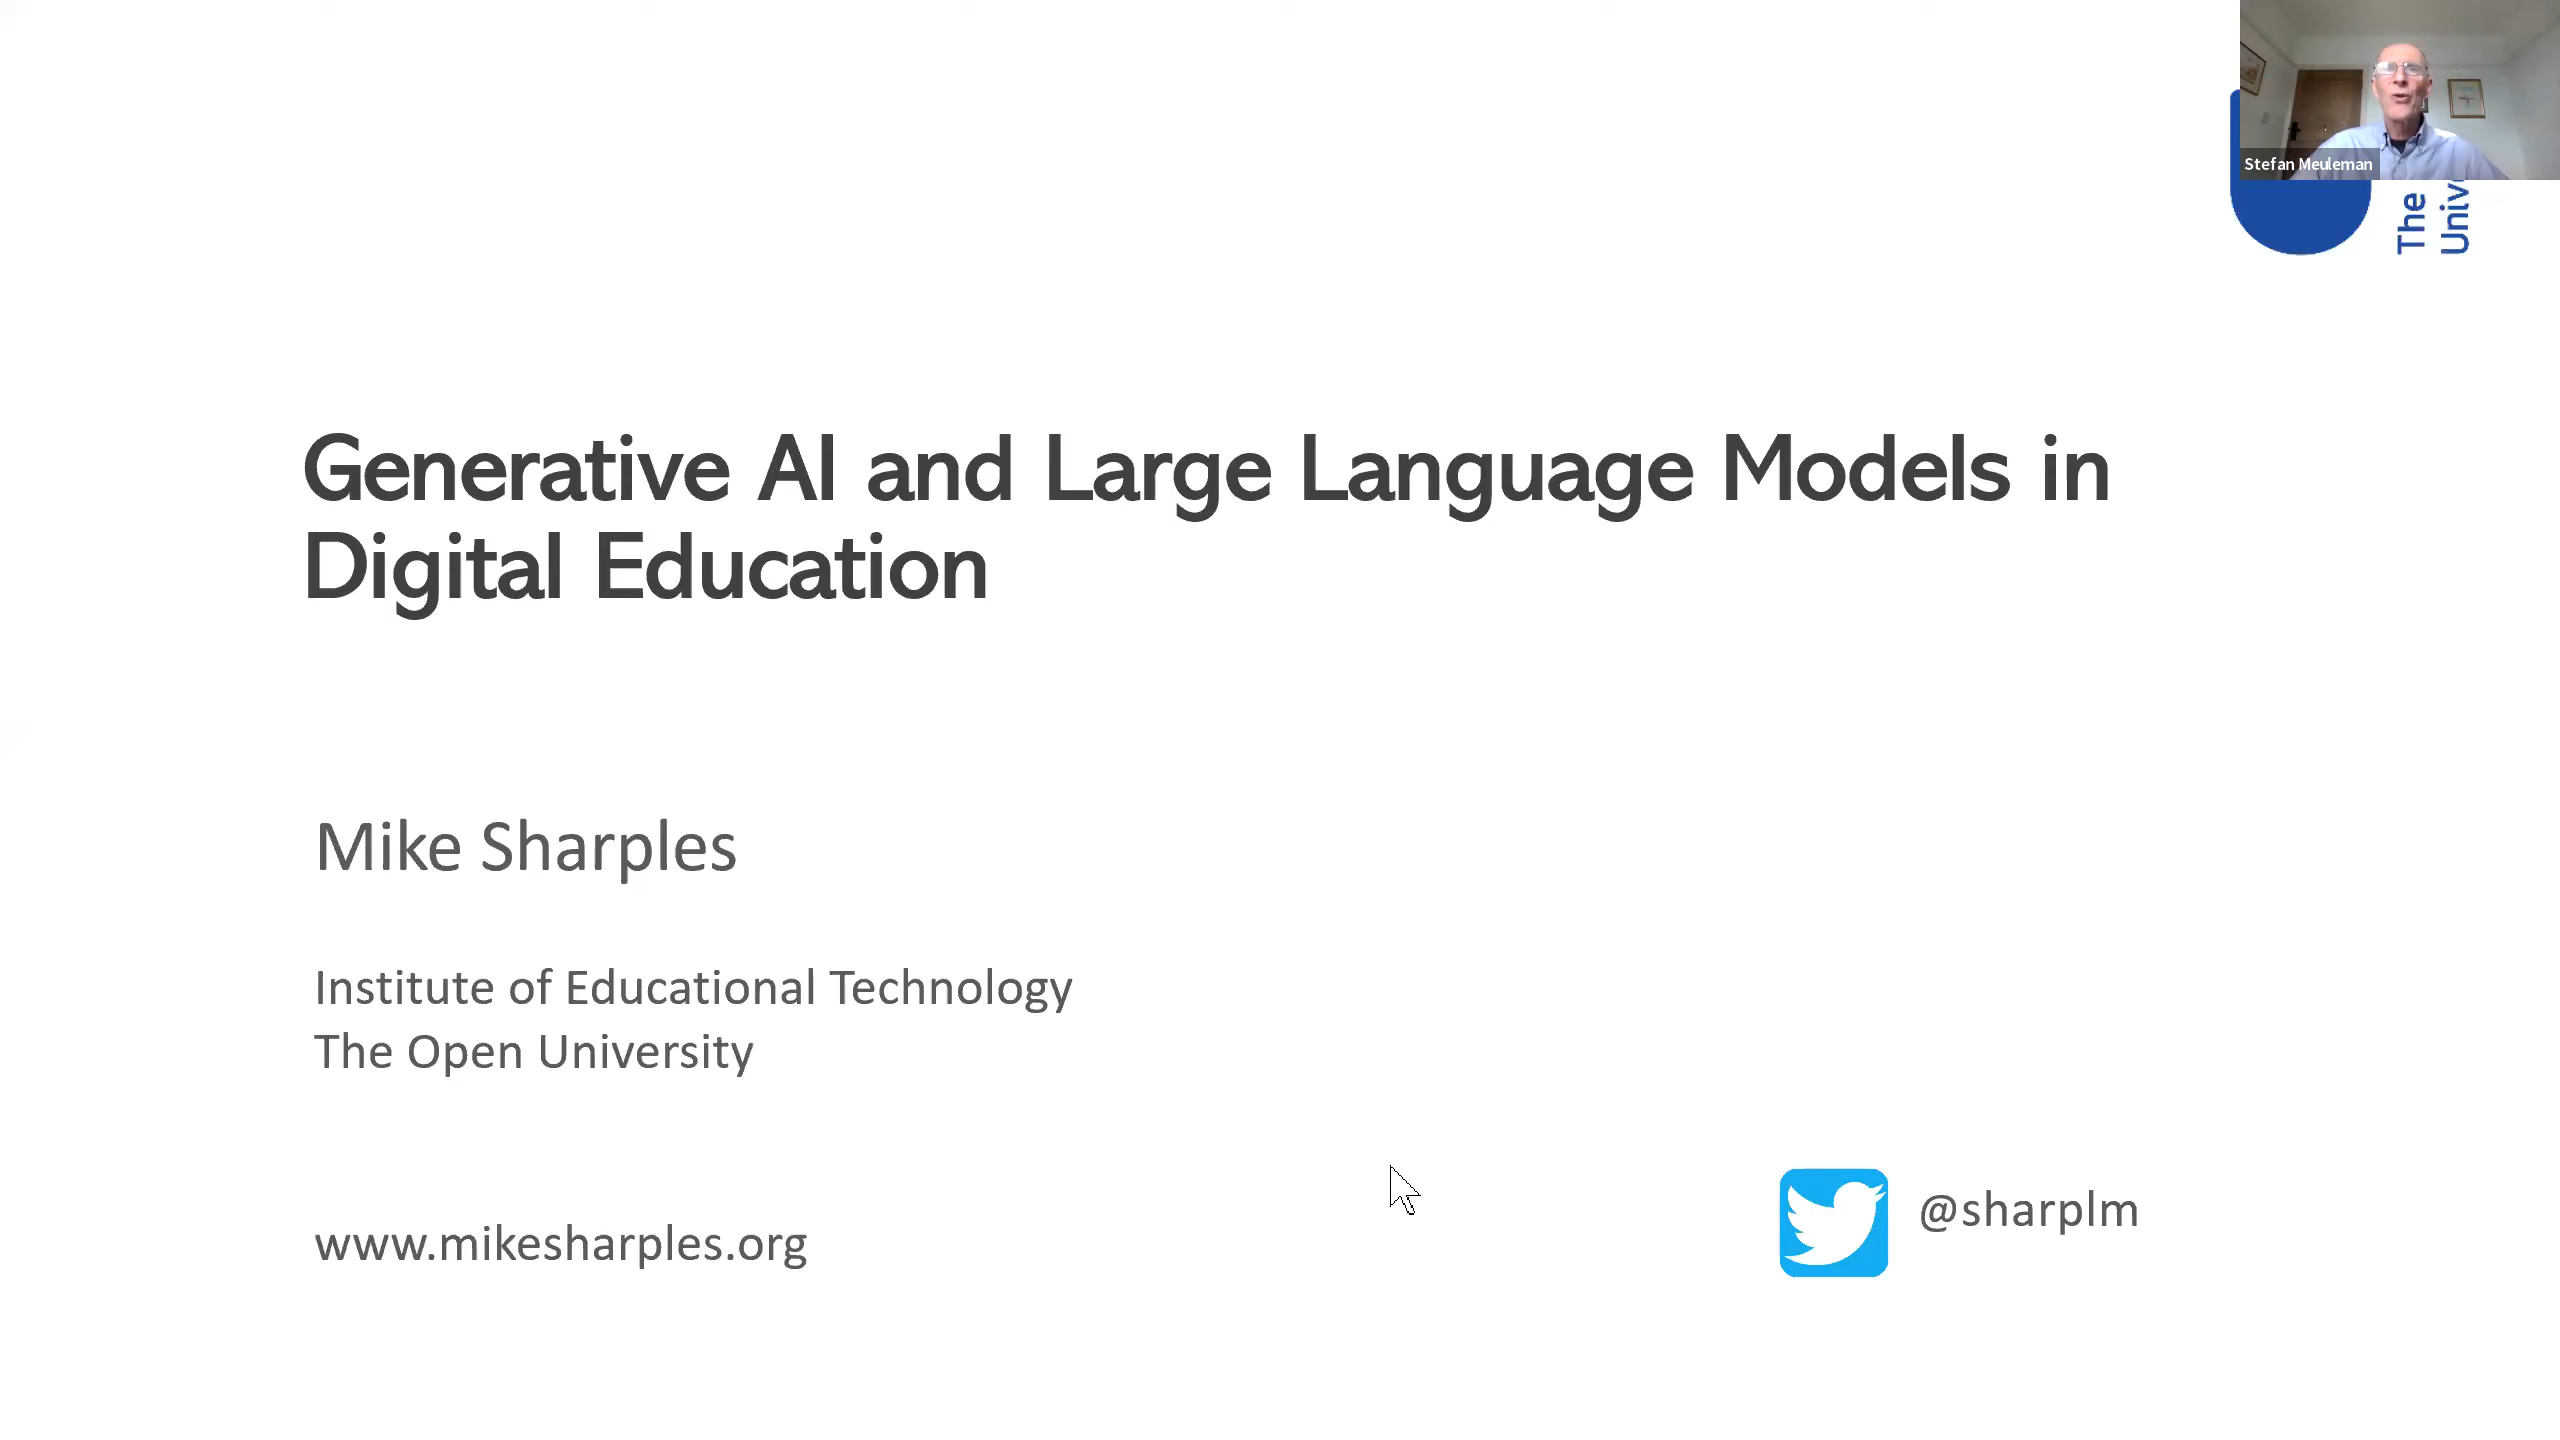 Stefan Meuleman
The
Generative AI and Large Language Models in
Digital Education
Mike Sharples
Institute of Educational Technology
The Open University
www.mikesharples.org
@sharplm